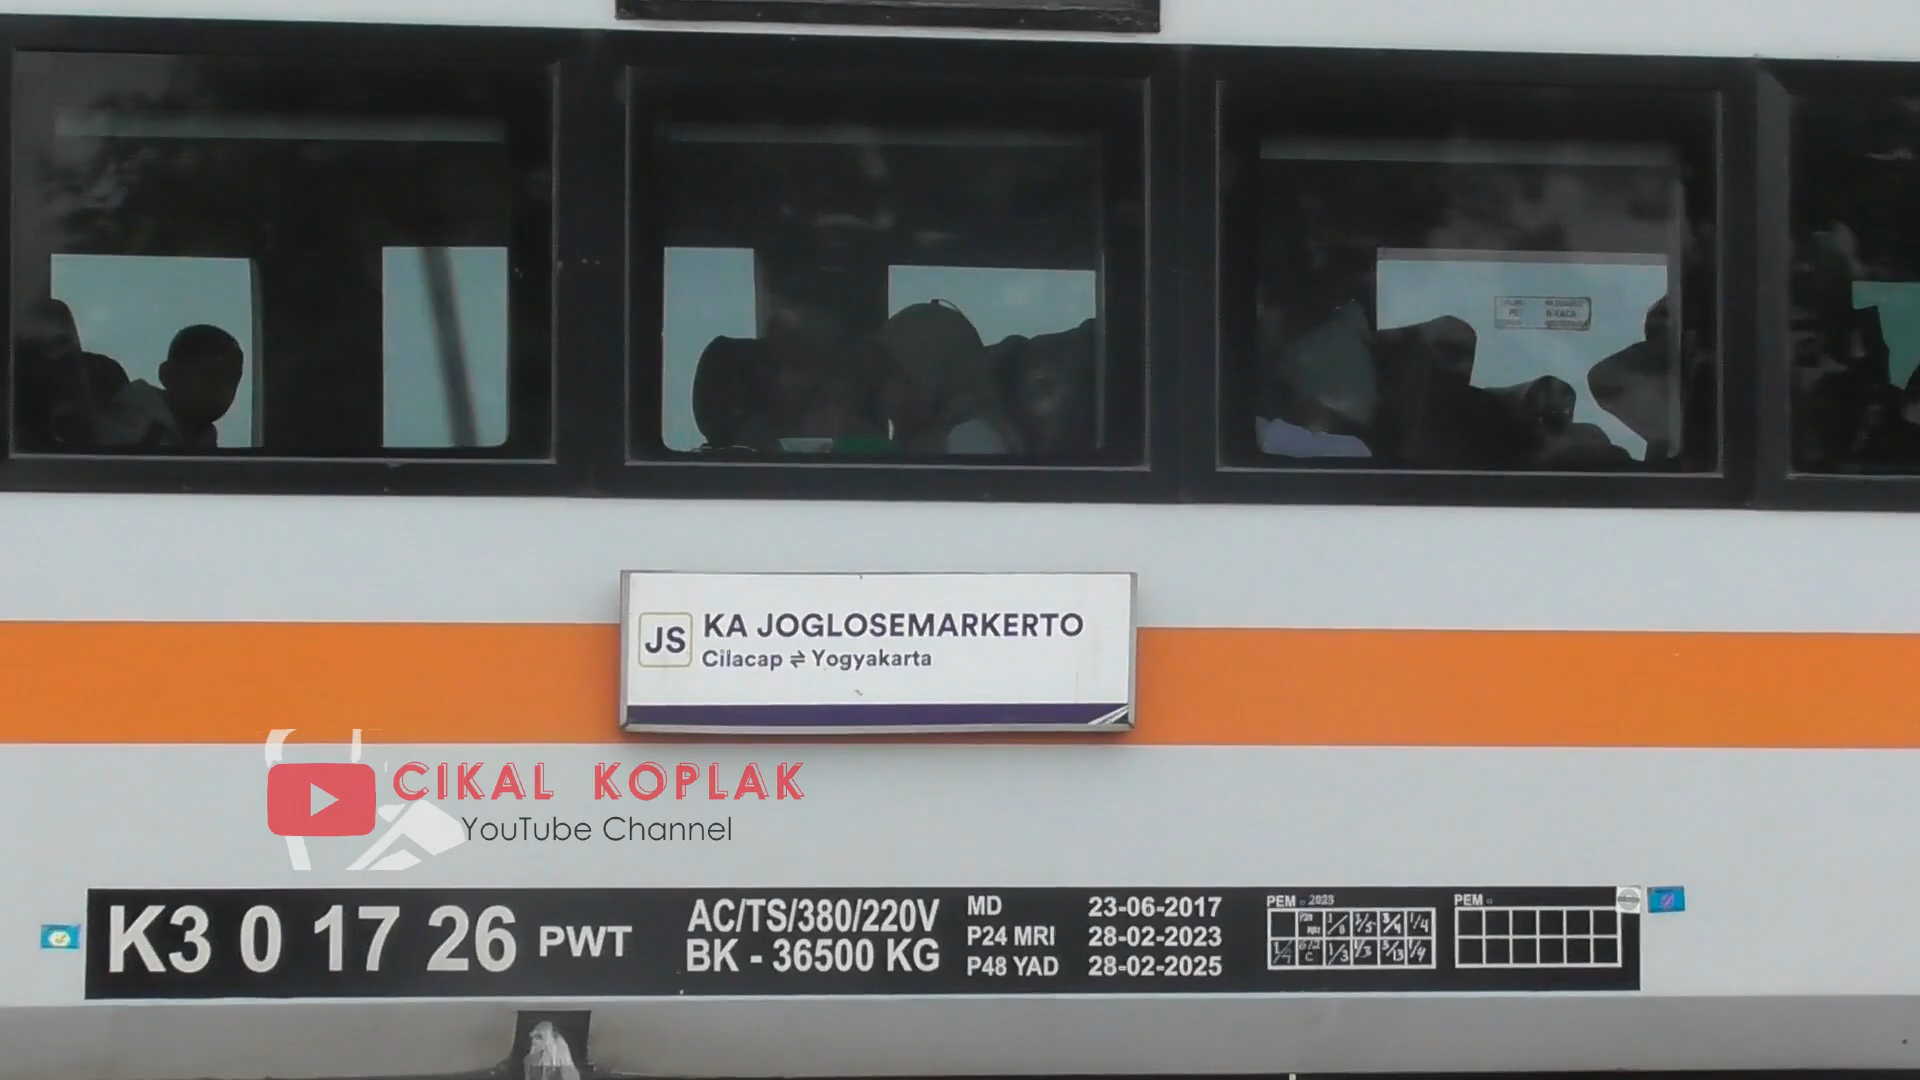 JS
KA JOGLOSEMARKERTO
Cilacap ⇌ Yogyakarta
CIKAL KOPLAK
YouTube Channel
K3 0 17 26 PWT
AC/TS/380/220V
BK - 36500 KG
MD 23-06-2017
P24 MRI 28-02-2023
P48 YAD 28-02-2025
PEM 2023
PEM